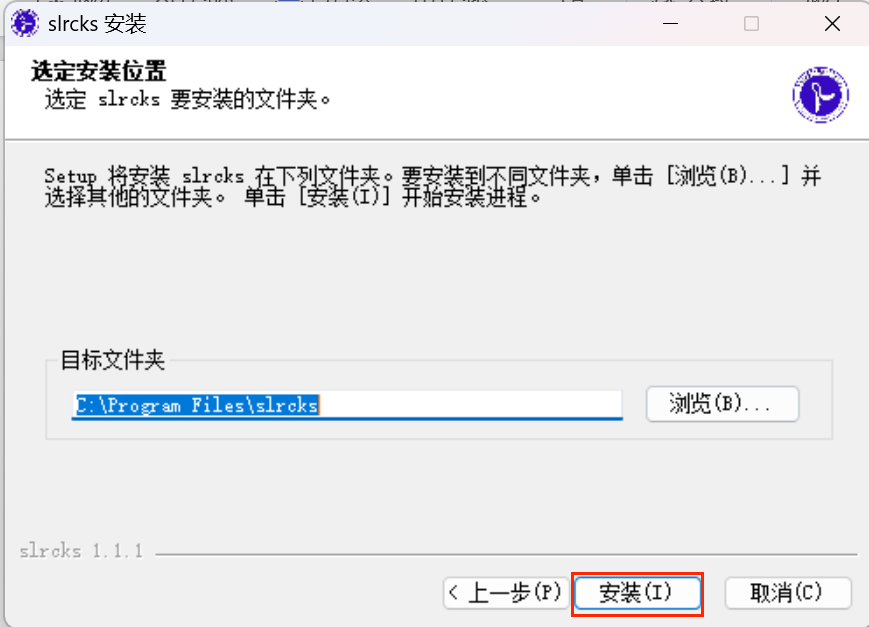 slrcks 安装
选定安装位置
选定 slrcks 要安装的文件夹。
Setup 将安装 slrcks 在下列文件夹。要安装到不同文件夹，单击 [浏览(B)...] 并
选择其他的文件夹。 单击 [安装(I)] 开始安装进程。
目标文件夹
C:\Program Files\slrcks
浏览(B)...
slrcks 1.1.1
< 上一步(P)
安装(I)
取消(C)